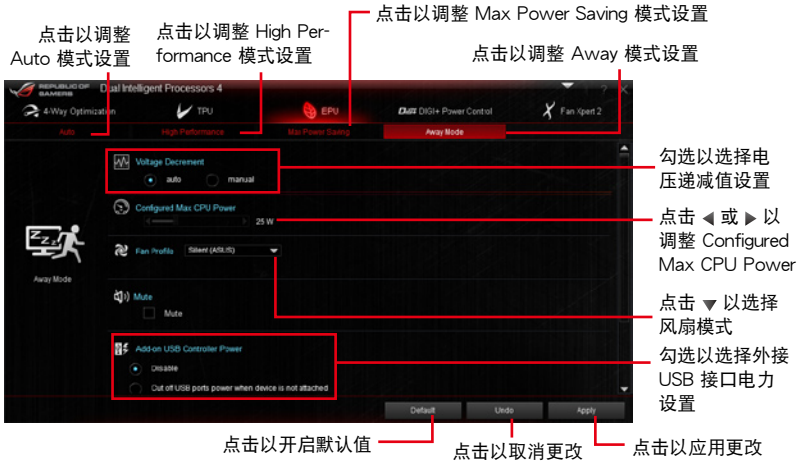 点击以调整 Max Power Saving 模式设置
点击以调整
Auto 模式设置
点击以调整 High Per-
formance 模式设置
点击以调整 Away 模式设置
REPUBLIC OF
GAMERS
Dual Intelligent Processors 4
?
4-Way Optimization
TPU
EPU
DIGI+ Power Control
Fan Xpert 2
Auto
High Performance
Max Power Saving
Away Mode
Voltage Decrement
auto
manual
Configured Max CPU Power
25 W
Fan Profile
Silient (ASUS)
Mute
Mute
Add-on USB Controller Power
Disable
Cut off USB ports power when device is not attached
Zzz
Away Mode
Default
Undo
Apply
勾选以选择电
压递减值设置
点击 ◀ 或 ▶ 以
调整 Configured
Max CPU Power
点击 ▼ 以选择
风扇模式
勾选以选择外接
USB 接口电力
设置
点击以开启默认值
点击以取消更改
点击以应用更改